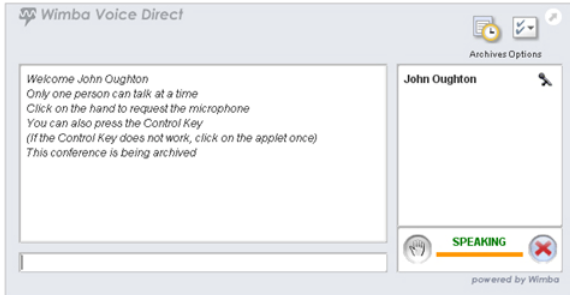 Wimba Voice Direct
Archives Options
Welcome John Oughton
Only one person can talk at a time
Click on the hand to request the microphone
You can also press the Control Key
(If the Control Key does not work, click on the applet once)
This conference is being archived
John Oughton
SPEAKING
powered by Wimba